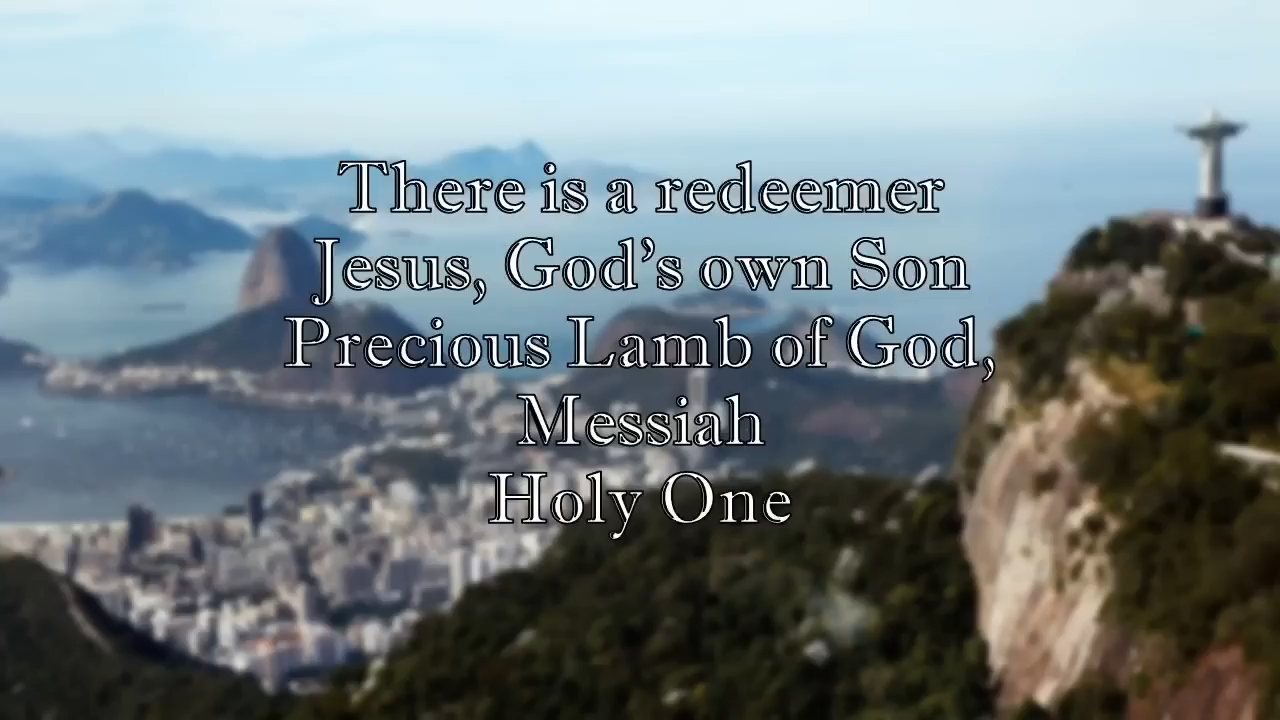 There is a redeemer
Jesus, God’s own Son
Precious Lamb of God,
Messiah
Holy One